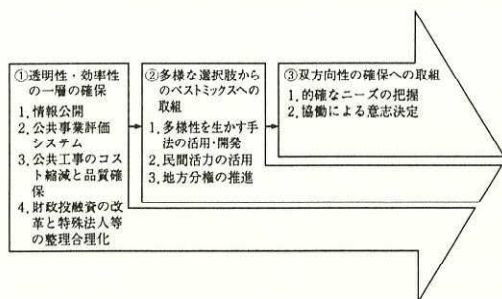 ①透明性・効率性
の一層の確保
1. 情報公開
2. 公共事業評価
システム
3. 公共工事のコス
ト縮減と品質確
保
4. 財政投融資の改
革と特殊法人等
の整理合理化
②多様な選択肢から
のベストミックスへの
取組
1. 多様性を生かす手
法の活用・開発
2. 民間活力の活用
3. 地方分権の推進
③双方向性の確保への取組
1. 的確なニーズの把握
2. 協働による意志決定